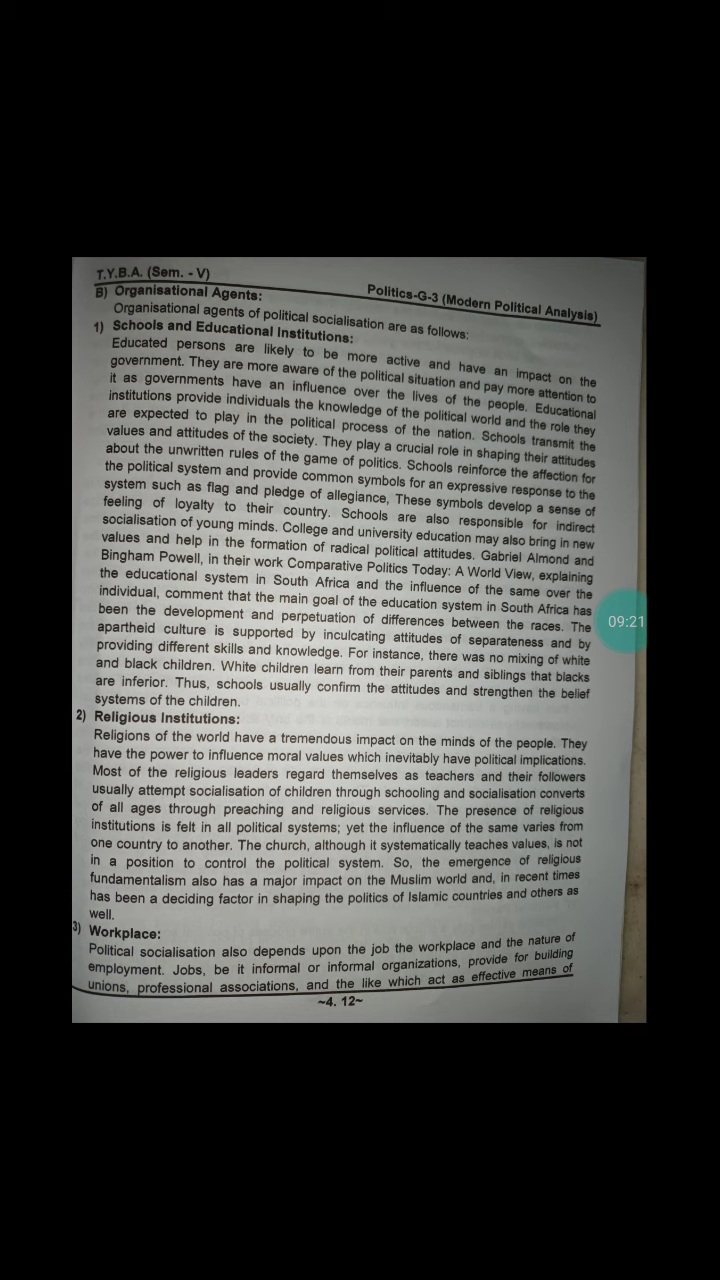 T.Y.B.A. (Sem. - V)
Politics-G-3 (Modern Political Analysis)
B) Organisational Agents:
Organisational agents of political socialisation are as follows:
1) Schools and Educational Institutions:
Educated persons are likely to be more active and have an impact on the
government. They are more aware of the political situation and pay more attention to
it as governments have an influence over the lives of the people. Educational
institutions provide individuals the knowledge of the political world and the role they
are expected to play in the political process of the nation. Schools transmit the
values and attitudes of the society. They play a crucial role in shaping their attitudes
about the unwritten rules of the game of politics. Schools reinforce the affection for
the political system and provide common symbols for an expressive response to the
system such as flag and pledge of allegiance, These symbols develop a sense of
feeling of loyalty to their country. Schools are also responsible for indirect
socialisation of young minds. College and university education may also bring in new
values and help in the formation of radical political attitudes. Gabriel Almond and
Bingham Powell, in their work Comparative Politics Today: A World View, explaining
the educational system in South Africa and the influence of the same over the
individual, comment that the main goal of the education system in South Africa has
been the development and perpetuation of differences between the races. The
apartheid culture is supported by inculcating attitudes of separateness and by
providing different skills and knowledge. For instance, there was no mixing of white
and black children. White children learn from their parents and siblings that blacks
are inferior. Thus, schools usually confirm the attitudes and strengthen the belief
systems of the children.
2) Religious Institutions:
Religions of the world have a tremendous impact on the minds of the people. They
have the power to influence moral values which inevitably have political implications.
Most of the religious leaders regard themselves as teachers and their followers
usually attempt socialisation of children through schooling and socialisation converts
of all ages through preaching and religious services. The presence of religious
institutions is felt in all political systems; yet the influence of the same varies from
one country to another. The church, although it systematically teaches values, is not
in a position to control the political system. So, the emergence of religious
fundamentalism also has a major impact on the Muslim world and, in recent times
has been a deciding factor in shaping the politics of Islamic countries and others as
well.
3) Workplace:
Political socialisation also depends upon the job the workplace and the nature of
employment. Jobs, be it informal or informal organizations, provide for building
unions, professional associations, and the like which act as effective means of
~4. 12~
09:21